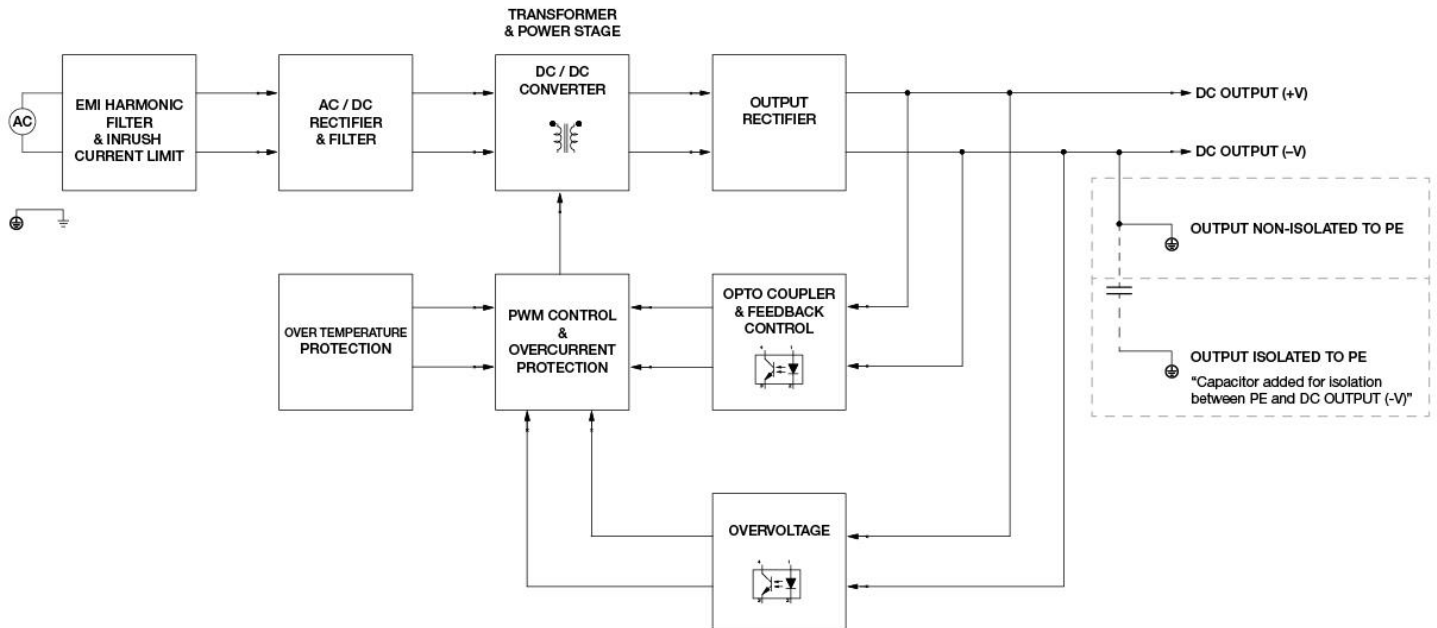 TRANSFORMER
& POWER STAGE
AC
EMI HARMONIC
FILTER
& INRUSH
CURRENT LIMIT
AC / DC
RECTIFIER
& FILTER
DC / DC
CONVERTER
OUTPUT
RECTIFIER
DC OUTPUT (+V)
DC OUTPUT (–V)
OUTPUT NON-ISOLATED TO PE
OVER TEMPERATURE
PROTECTION
PWM CONTROL
&
OVERCURRENT
PROTECTION
OPTO COUPLER
& FEEDBACK
CONTROL
OUTPUT ISOLATED TO PE
"Capacitor added for isolation
between PE and DC OUTPUT (-V)"
OVERVOLTAGE